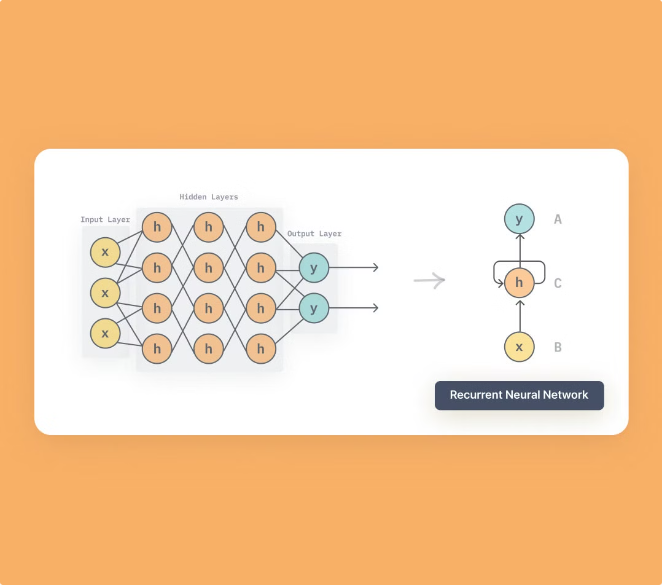 Hidden Layers
Input Layer
Output Layer
x
x
x
h h h
h h h
h h h
h h h
y
y
y A
h C
x B
Recurrent Neural Network